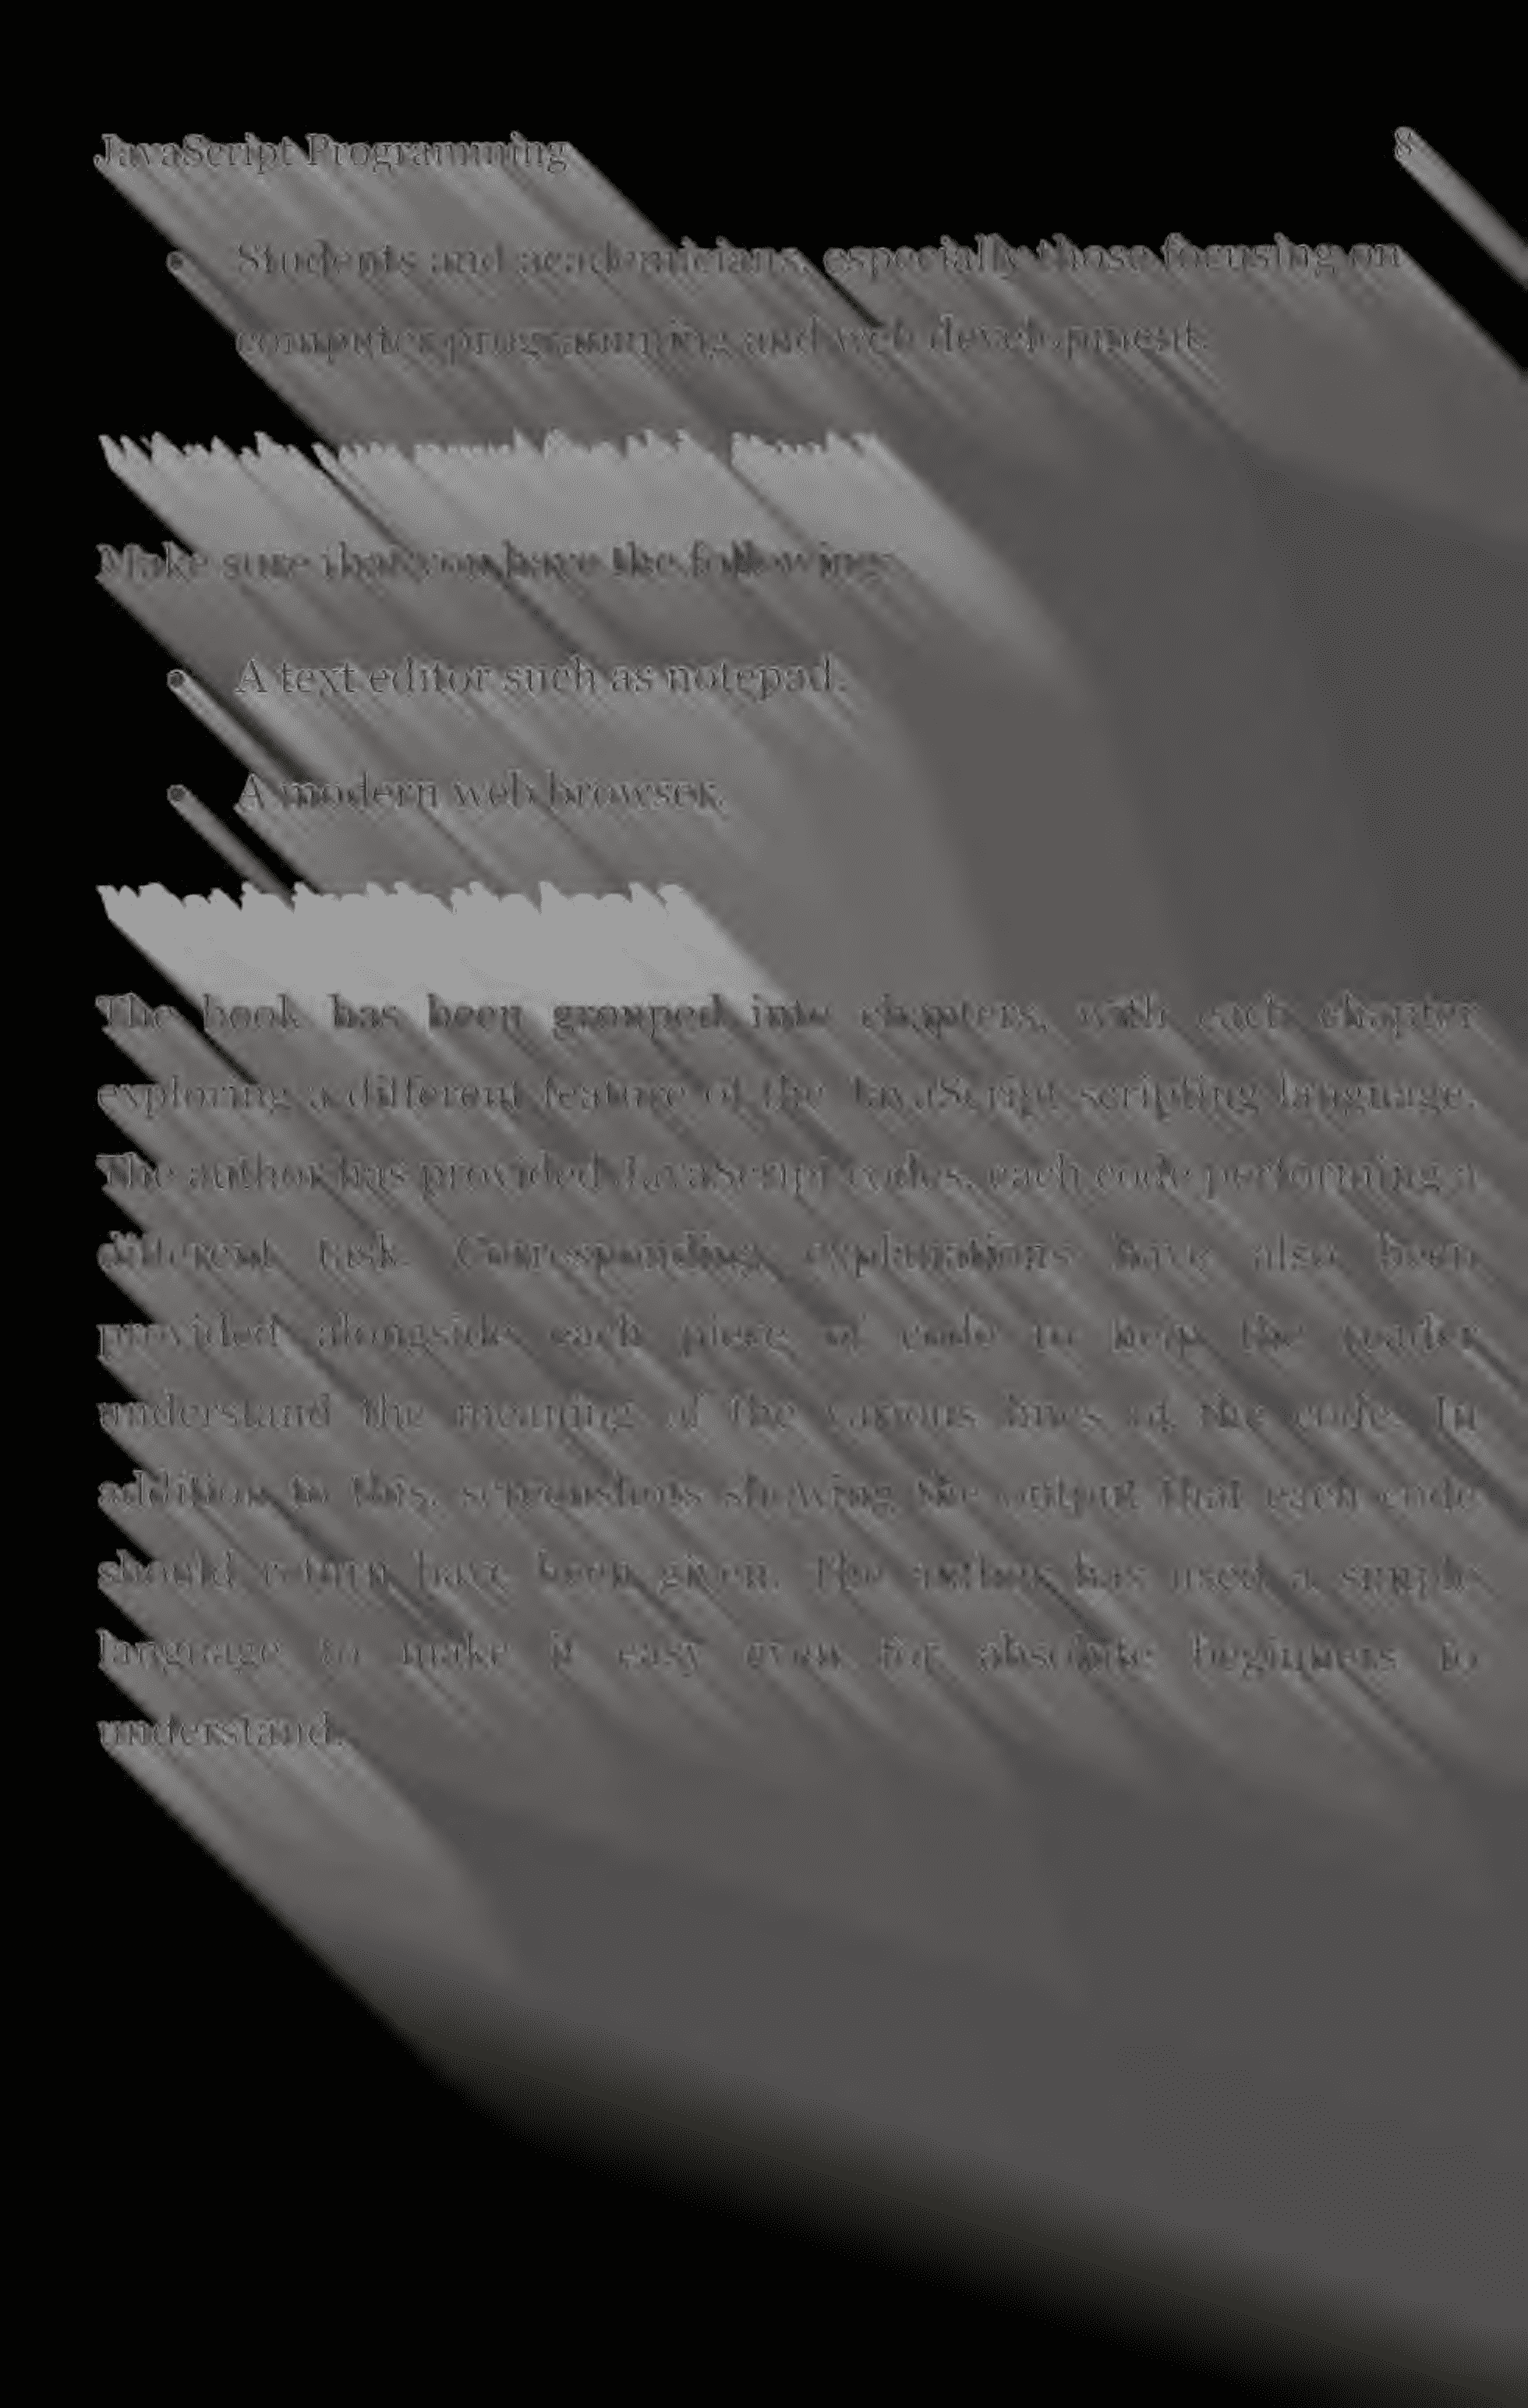 JavaScript Programming 8
• Students and academicians, especially those focusing on
computer programming and web development.
Make sure that you have the following:
• A text editor such as notepad.
• A modern web browser.
The book has been grouped into chapters, with each chapter
exploring a different feature of the JavaScript scripting language.
The author has provided JavaScript codes, each code performing a
different task. Corresponding explanations have also been
provided alongside each piece of code to help the reader
understand the meaning of the various lines of the code. In
addition to this, screenshots showing the output that each code
should return have been given. The author has used a simple
language to make it easy even for absolute beginners to
understand.